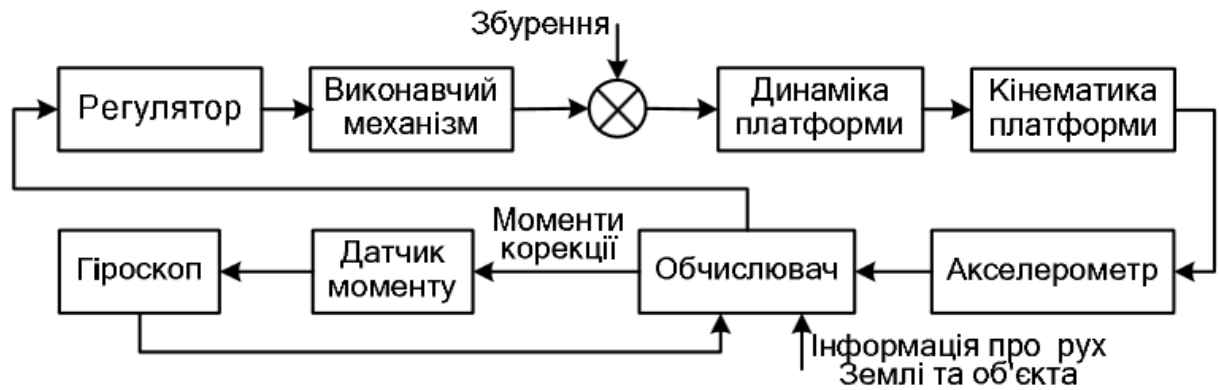 Збурення
Регулятор
Виконавчий
механізм
Динаміка
платформи
Кінематика
платформи
Гіроскоп
Датчик
моменту
Моменти
корекції
Обчислювач
Акселерометр
Інформація про рух
Землі та об'єкта